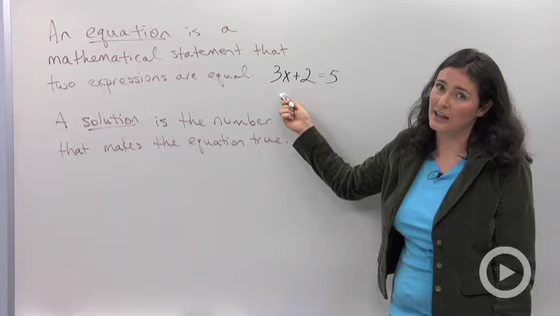 An equation is a
mathematical statement that
two expressions are equal. 3x+2=5
A solution is the number
that makes the equation true.